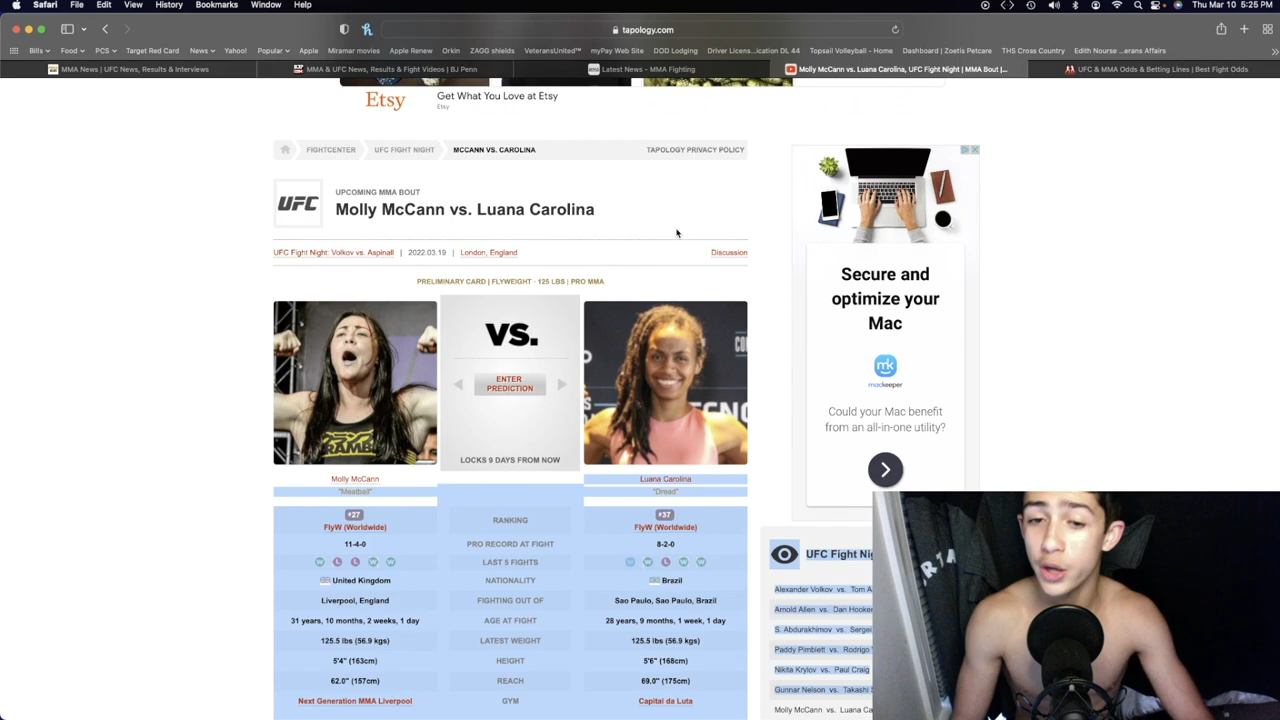 Safari File Edit View History Bookmarks Window Help Thu Mar 10 5:25 PM
tapology.com
Bills Food PCS Target Red Card News Yahoo! Popular Apple Miramar movies Apple Renew Orkin ZAGG shields VeteransUnited™ myPay Web Site DOD Lodging Driver Licens...ication DL 44 Topsail Volleyball - Home Dashboard | Zoetis Petcare THS Cross Country Edith Nourse ...erans Affairs
MMA News | UFC News, Results & Interviews MMA & UFC News, Results & Fight Videos | BJ Penn Latest News - MMA Fighting Molly McCann vs. Luana Carolina, UFC Fight Night | MMA Bout |... UFC & MMA Odds & Betting Lines | Best Fight Odds
Etsy Get What You Love at Etsy
Etsy
FIGHTCENTER UFC FIGHT NIGHT MCCANN VS. CAROLINA TAPOLOGY PRIVACY POLICY
UFC
UPCOMING MMA BOUT
Molly McCann vs. Luana Carolina
UFC Fight Night: Volkov vs. Aspinall | 2022.03.19 | London, England Discussion
PRELIMINARY CARD | FLYWEIGHT · 125 LBS | PRO MMA
VS.
ENTER
PREDICTION
LOCKS 9 DAYS FROM NOW
Molly McCann Luana Carolina
"Meatball" "Dread"
#27 RANKING #37
FlyW (Worldwide) FlyW (Worldwide)
11-4-0 PRO RECORD AT FIGHT 8-2-0
W L L W W LAST 5 FIGHTS W L W W
United Kingdom NATIONALITY Brazil
Liverpool, England FIGHTING OUT OF Sao Paulo, Sao Paulo, Brazil
31 years, 10 months, 2 weeks, 1 day AGE AT FIGHT 28 years, 9 months, 1 week, 1 day
125.5 lbs (56.9 kgs) LATEST WEIGHT 125.5 lbs (56.9 kgs)
5'4" (163cm) HEIGHT 5'6" (168cm)
62.0" (157cm) REACH 69.0" (175cm)
Next Generation MMA Liverpool GYM Capital da Luta
Secure and
optimize your
Mac
mk
mackeeper
Could your Mac benefit
from an all-in-one utility?
UFC Fight Nig
Alexander Volkov vs. Tom A
Arnold Allen vs. Dan Hooker
S. Abdurakhimov vs. Sergei
Paddy Pimblett vs. Rodrigo
Nikita Krylov vs. Paul Craig
Gunnar Nelson vs. Takashi
Molly McCann vs. Luana Ca